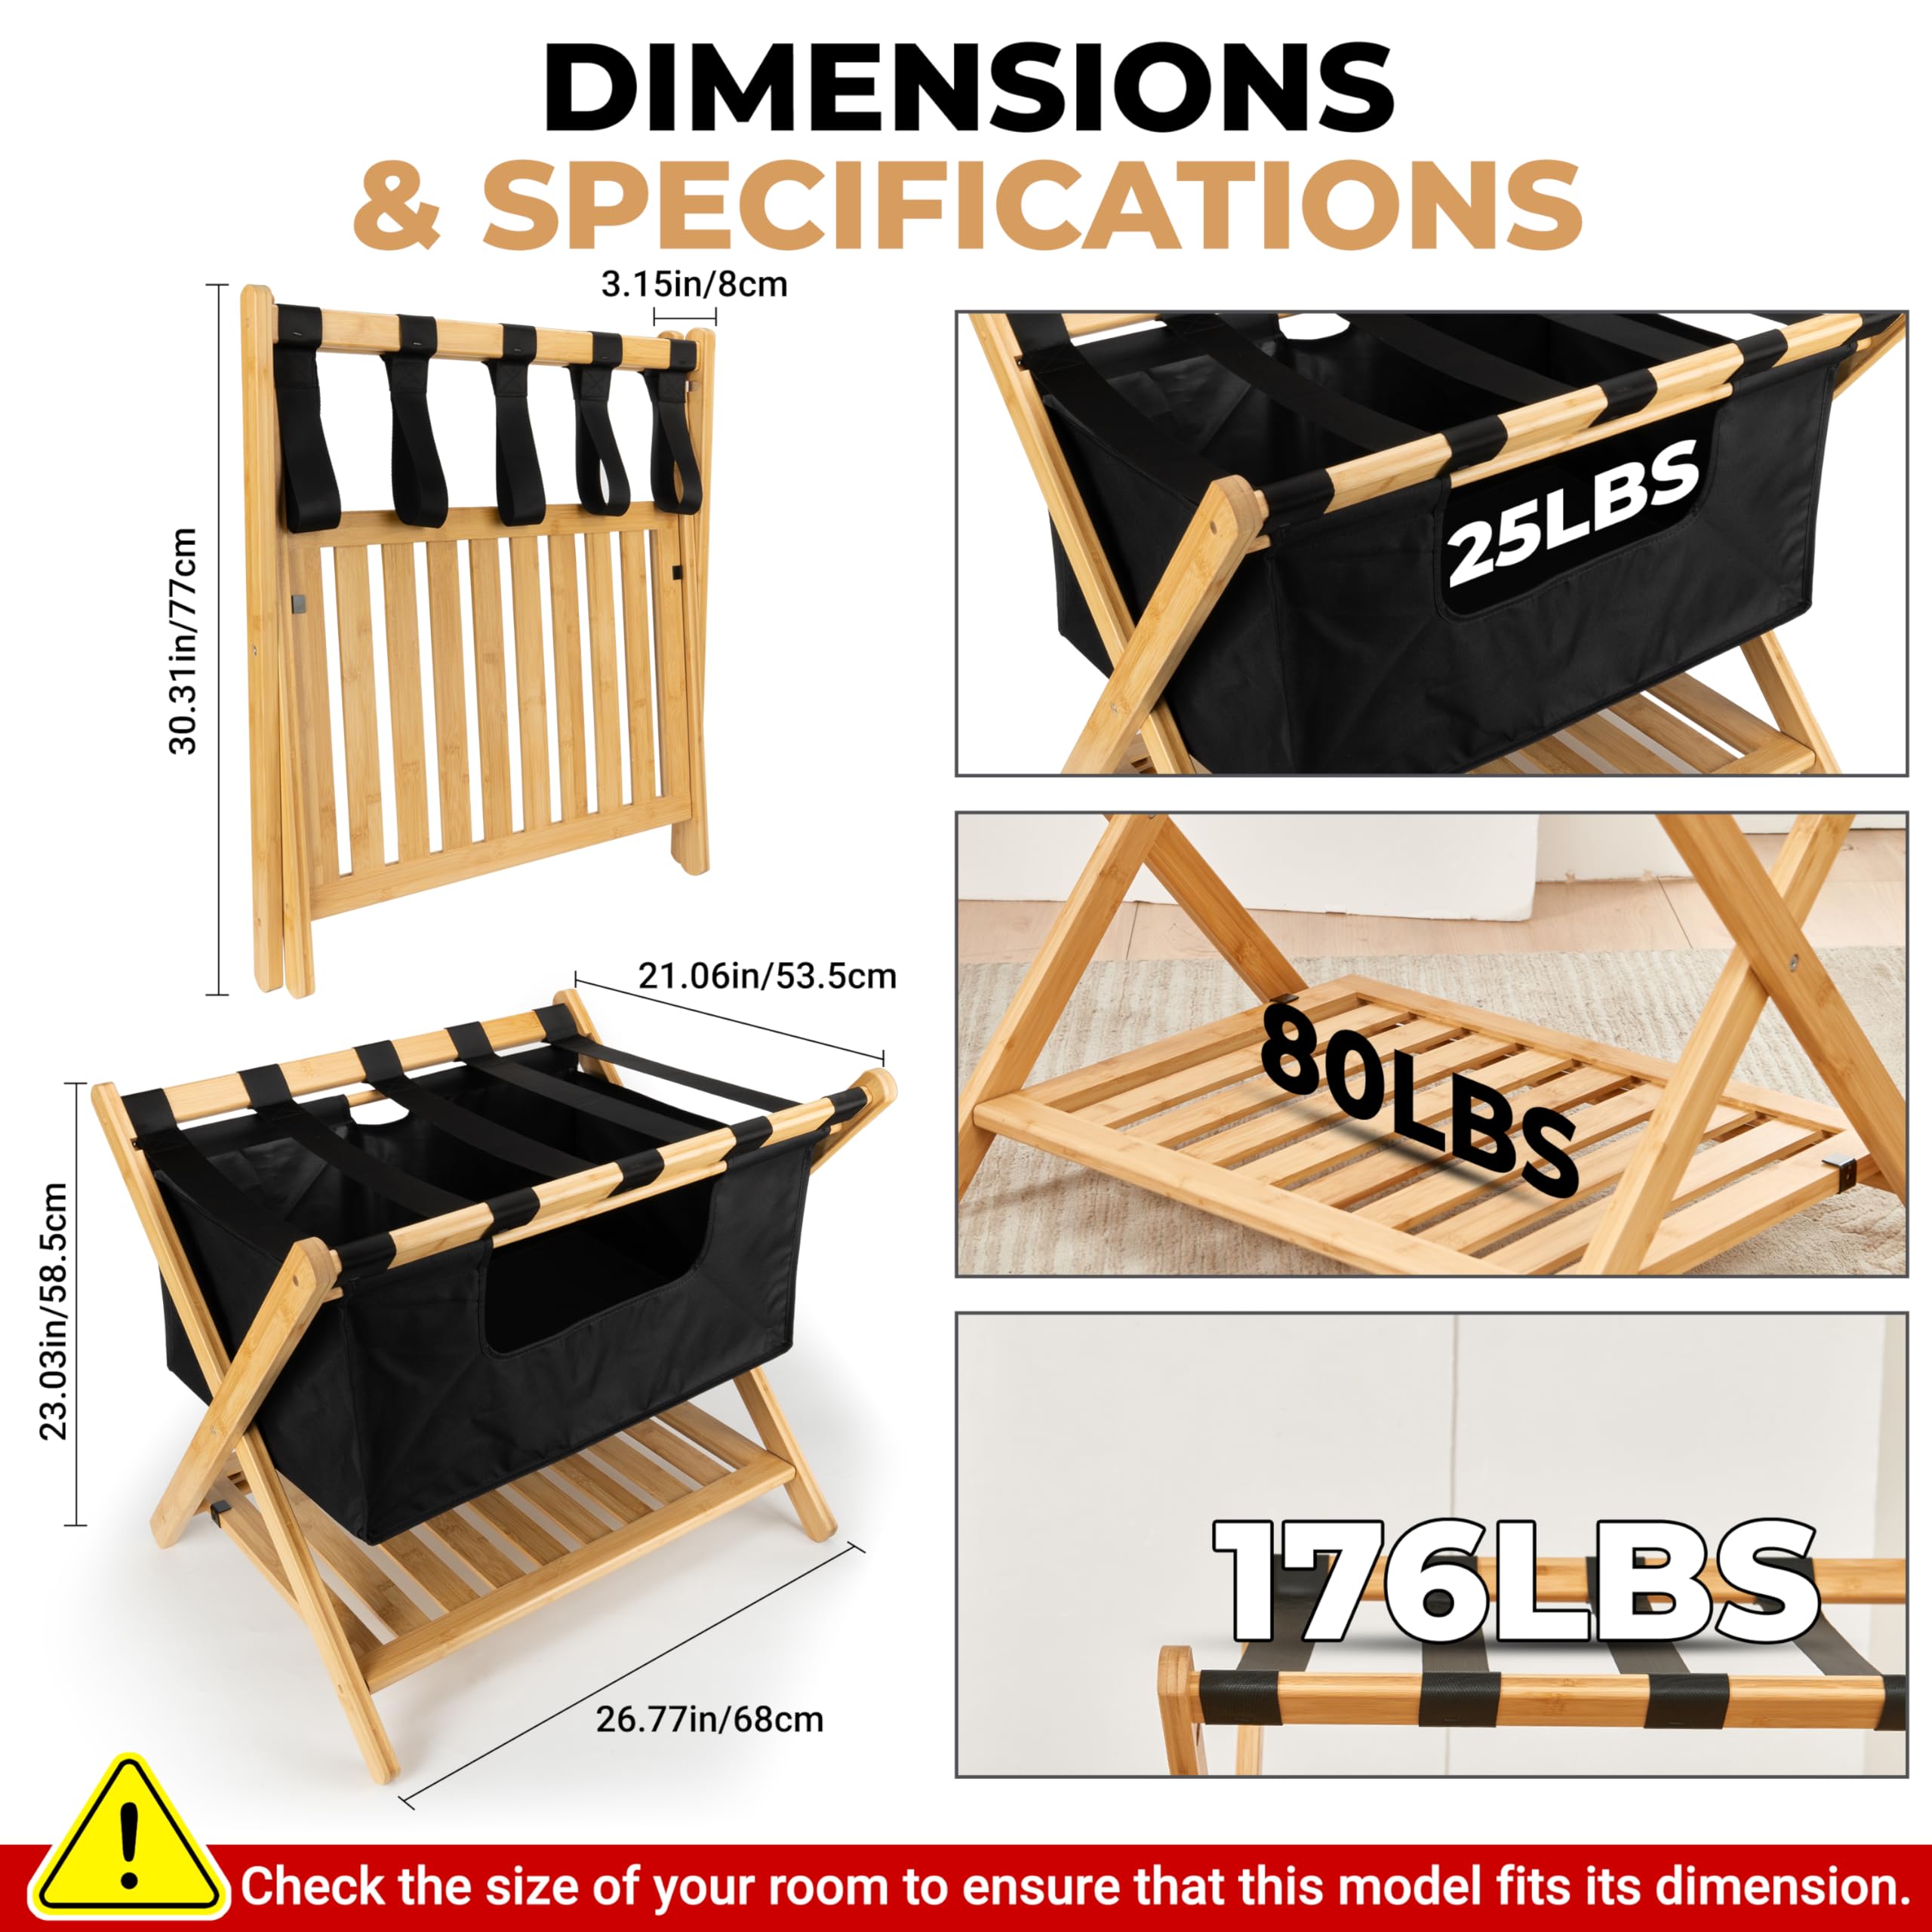 DIMENSIONS
& SPECIFICATIONS
3.15in/8cm
30.31in/77cm
21.06in/53.5cm
23.03in/58.5cm
26.77in/68cm
25LBS
80LBS
176LBS
Check the size of your room to ensure that this model fits its dimension.